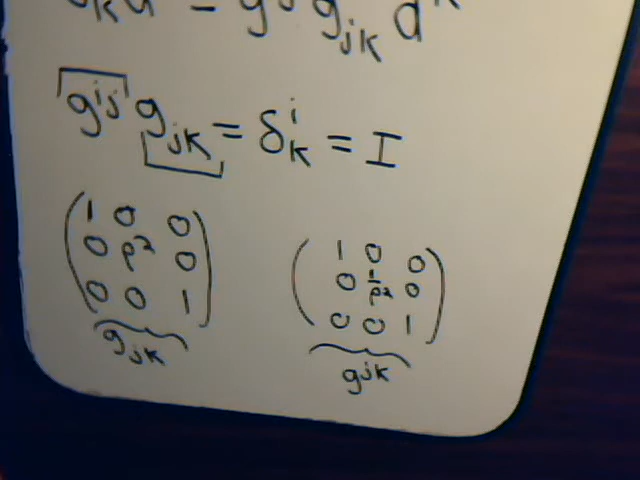 g^{ij} g_{jk} = δ^i_k = I
( 1 0 0 ( 1 0 0
0 ρ² 0 0 1/ρ² 0
0 0 1 ) 0 0 1 )
g_{jk} g^{jk}